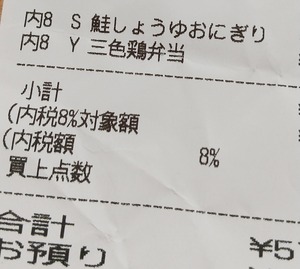 内8 S 鮭しょうゆおにぎり
内8 Y 三色鶏弁当
小計
(内税8%対象額
(内税額 8%
買上点数
合計
お預り ¥5